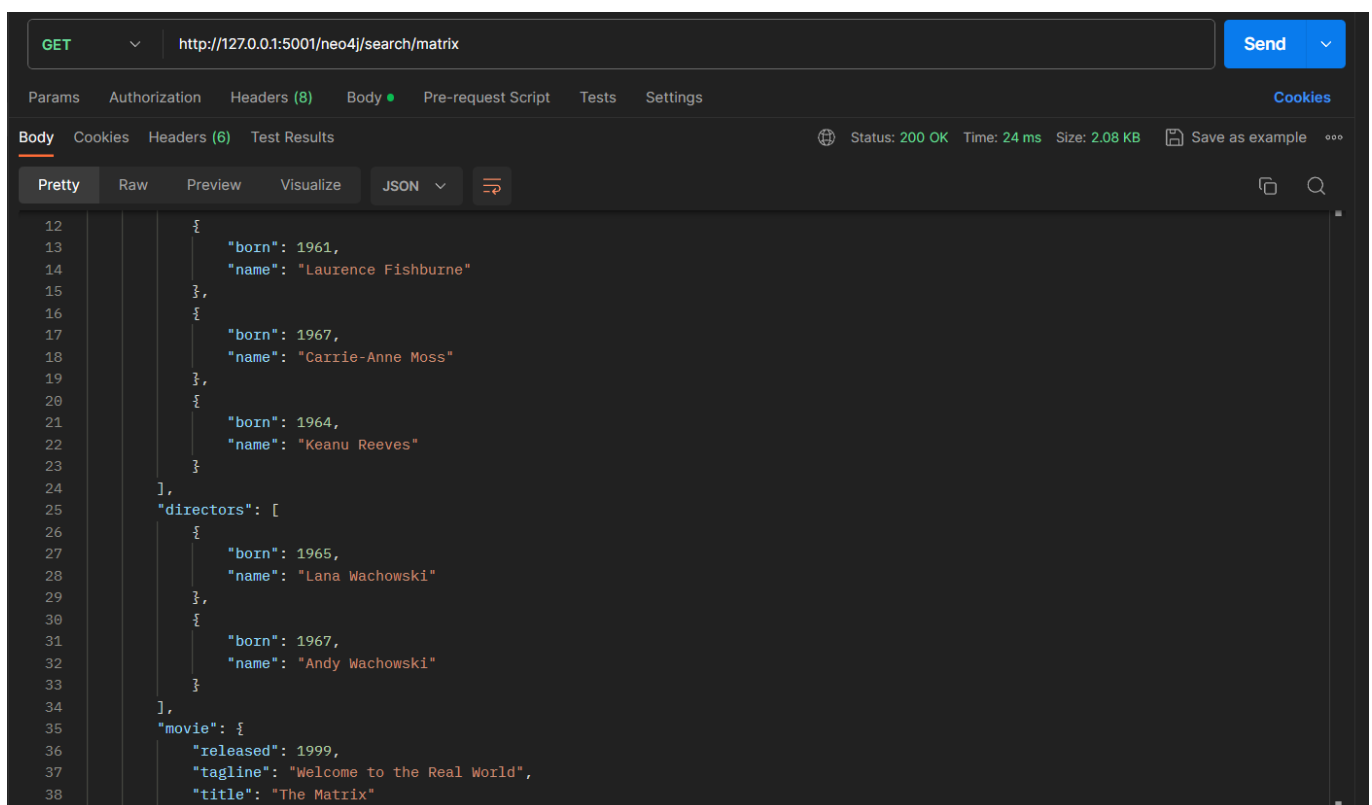 GET http://127.0.0.1:5001/neo4j/search/matrix Send
Params Authorization Headers (8) Body Pre-request Script Tests Settings Cookies
Body Cookies Headers (6) Test Results Status: 200 OK Time: 24 ms Size: 2.08 KB Save as example
Pretty Raw Preview Visualize JSON
12 {
13 "born": 1961,
14 "name": "Laurence Fishburne"
15 },
16 {
17 "born": 1967,
18 "name": "Carrie-Anne Moss"
19 },
20 {
21 "born": 1964,
22 "name": "Keanu Reeves"
23 }
24 ],
25 "directors": [
26 {
27 "born": 1965,
28 "name": "Lana Wachowski"
29 },
30 {
31 "born": 1967,
32 "name": "Andy Wachowski"
33 }
34 ],
35 "movie": {
36 "released": 1999,
37 "tagline": "Welcome to the Real World",
38 "title": "The Matrix"